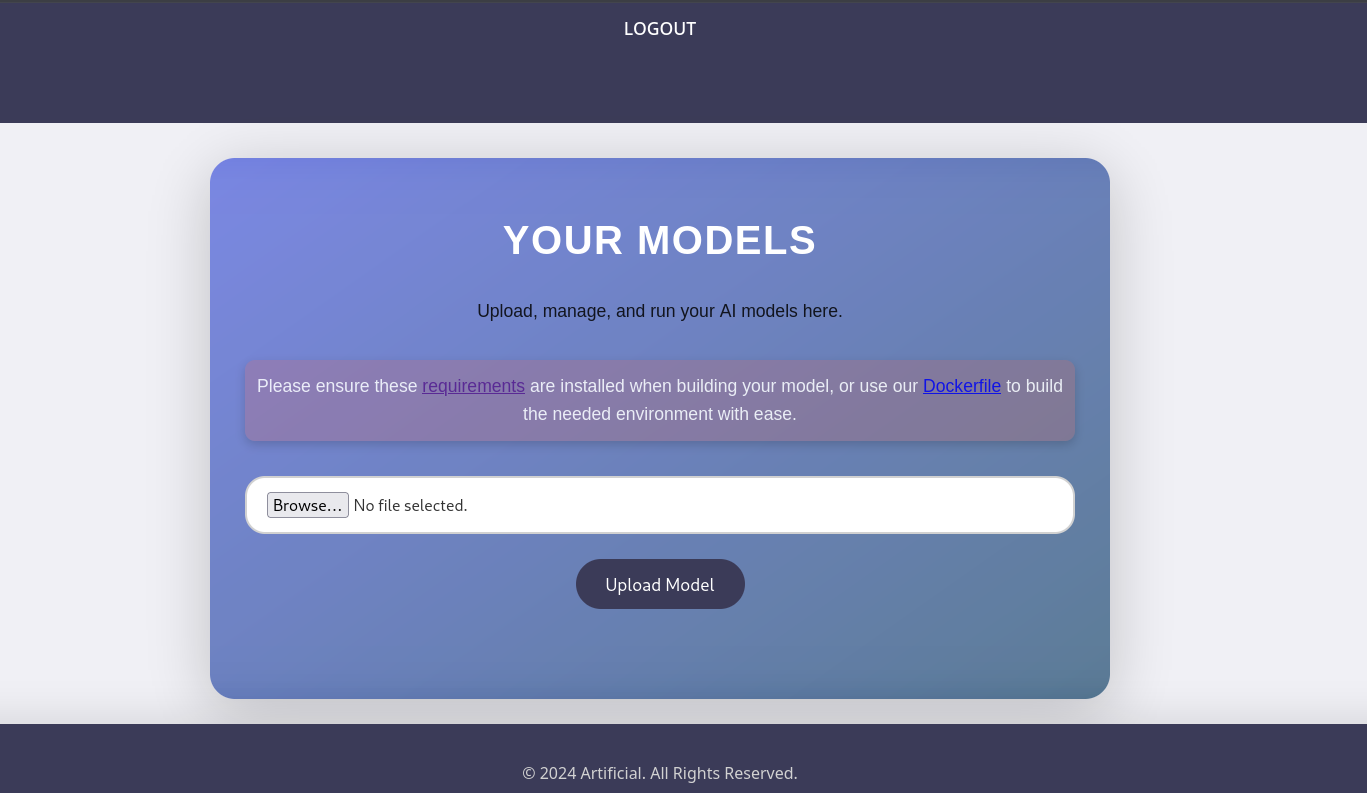 LOGOUT
YOUR MODELS
Upload, manage, and run your AI models here.
Please ensure these requirements are installed when building your model, or use our Dockerfile to build
the needed environment with ease.
Browse... No file selected.
Upload Model
© 2024 Artificial. All Rights Reserved.